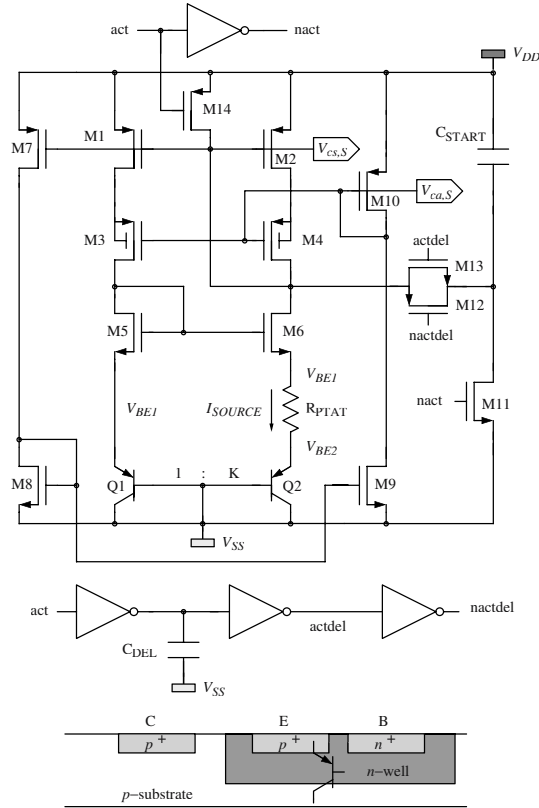 act
nact
V_DD
M14
M7
M1
M2
C_START
V_cs,S
V_ca,S
M10
M3
M4
actdel
M13
M12
nactdel
M5
M6
V_BE1
V_BE1
I_SOURCE
R_PTAT
nact
M11
V_BE2
M8
Q1
1 : K
Q2
M9
V_SS
act
nactdel
actdel
C_DEL
V_SS
C
E
B
p+
p+
n+
n-well
p-substrate